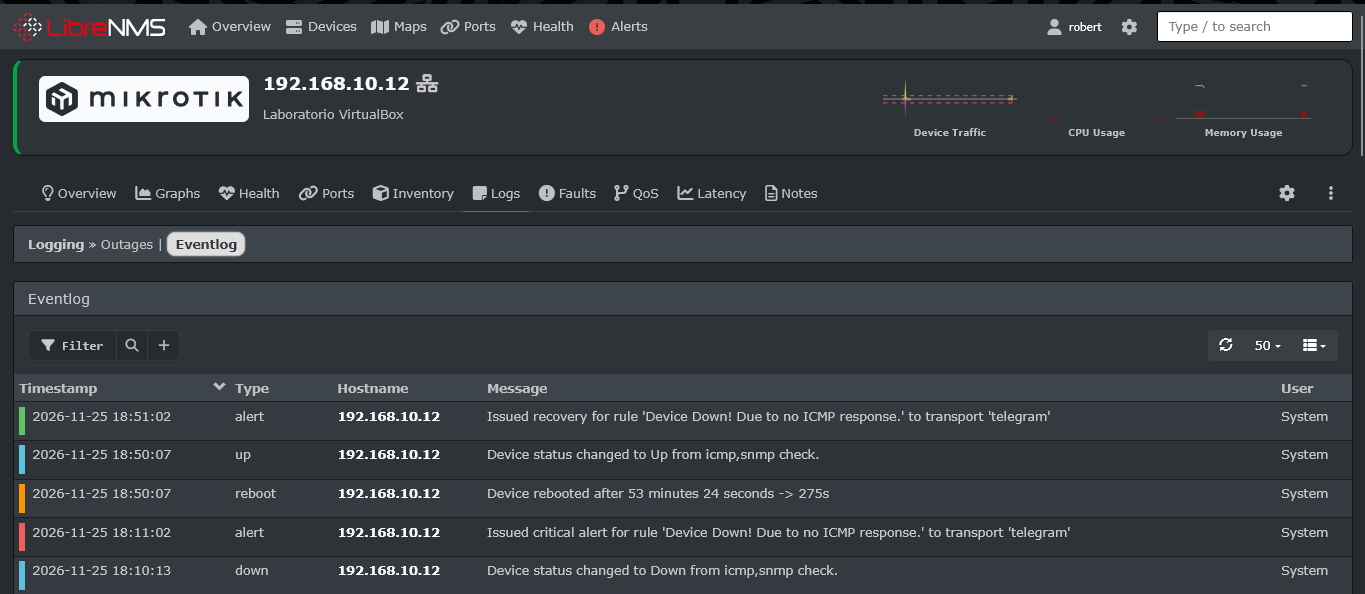 LibreNMS Overview Devices Maps Ports Health Alerts robert Type / to search
MIKROTIK 192.168.10.12
Laboratorio VirtualBox
Device Traffic CPU Usage Memory Usage
Overview Graphs Health Ports Inventory Logs Faults QoS Latency Notes
Logging » Outages | Eventlog
Eventlog
Filter 50
Timestamp Type Hostname Message User
2026-11-25 18:51:02 alert 192.168.10.12 Issued recovery for rule 'Device Down! Due to no ICMP response.' to transport 'telegram' System
2026-11-25 18:50:07 up 192.168.10.12 Device status changed to Up from icmp,snmp check. System
2026-11-25 18:50:07 reboot 192.168.10.12 Device rebooted after 53 minutes 24 seconds -> 275s System
2026-11-25 18:11:02 alert 192.168.10.12 Issued critical alert for rule 'Device Down! Due to no ICMP response.' to transport 'telegram' System
2026-11-25 18:10:13 down 192.168.10.12 Device status changed to Down from icmp,snmp check. System